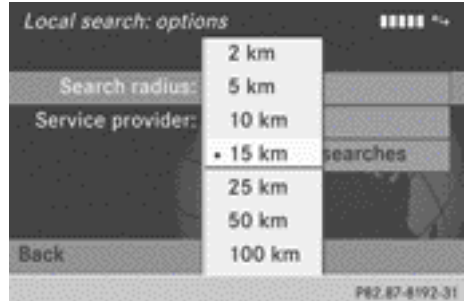 Local search: options
2 km
Search radius: 5 km
Service provider: 10 km
• 15 km searches
25 km
50 km
Back 100 km
P82.87-8192-31